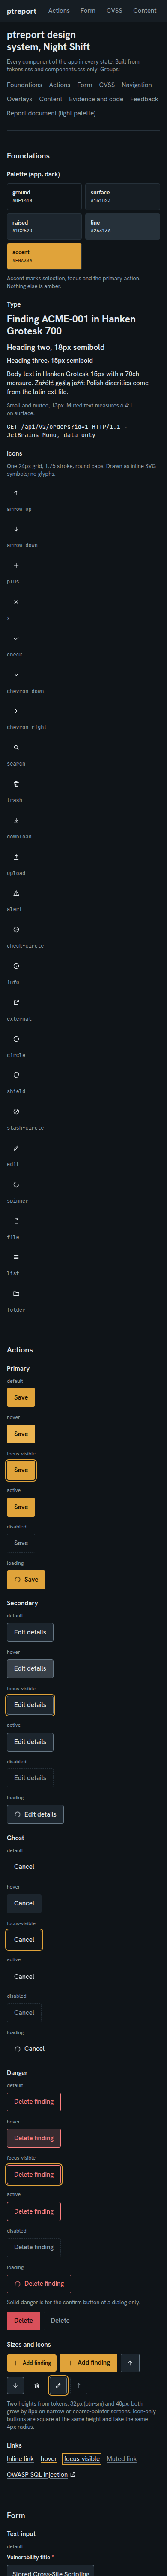 ptreport Actions Form CVSS Content
ptreport design
system, Night Shift
Every component of the app in every state. Built from
tokens.css and components.css only. Groups:
Foundations Actions Form CVSS Navigation
Overlays Content Evidence and code Feedback
Report document (light palette)
Foundations
Palette (app, dark)
ground
#0F1418
surface
#161D23
raised
#1C252D
line
#26313A
accent
#E0A33A
Accent marks selection, focus and the primary action.
Nothing else is amber.
Type
Finding ACME-001 in Hanken
Grotesk 700
Heading two, 18px semibold
Heading three, 15px semibold
Body text in Hanken Grotesk 15px with a 70ch
measure. Zażółć gęślą jaźń: Polish diacritics come
from the latin-ext file.
Small and muted, 13px. Muted text measures 6.4:1
on surface.
GET /api/v2/orders?id=1 HTTP/1.1 -
JetBrains Mono, data only
Icons
One 24px grid, 1.75 stroke, round caps. Drawn as inline SVG
symbols; no glyphs.
arrow-up
arrow-down
plus
x
check
chevron-down
chevron-right
search
trash
download
upload
alert
check-circle
info
external
circle
shield
slash-circle
edit
spinner
file
list
folder
Actions
Primary
default
Save
hover
Save
focus-visible
Save
active
Save
disabled
Save
loading
Save
Secondary
default
Edit details
hover
Edit details
focus-visible
Edit details
active
Edit details
disabled
Edit details
loading
Edit details
Ghost
default
Cancel
hover
Cancel
focus-visible
Cancel
active
Cancel
disabled
Cancel
loading
Cancel
Danger
default
Delete finding
hover
Delete finding
focus-visible
Delete finding
active
Delete finding
disabled
Delete finding
loading
Delete finding
Solid danger is for the confirm button of a dialog only.
Delete Delete
Sizes and icons
Add finding Add finding
Two heights from tokens: 32px (btn-sm) and 40px; both
grow by 8px on narrow or coarse-pointer screens. Icon-only
buttons are square at the same height and take the same
4px radius.
Links
Inline link hover focus-visible Muted link
OWASP SQL Injection
Form
Text input
default
Vulnerability title *
Stored Cross-Site Scripting